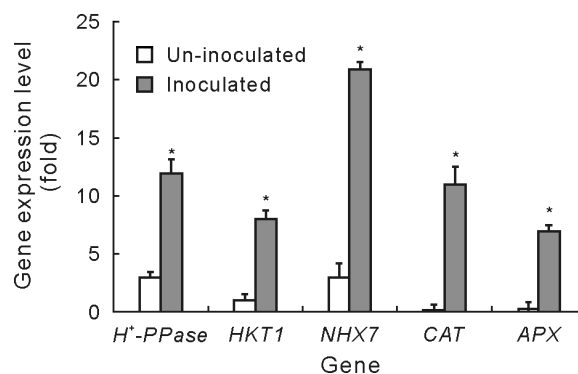 Gene expression level
(fold)
25
20
15
10
5
0
Un-inoculated
Inoculated
*
*
*
*
*
H⁺-PPase
HKT1
NHX7
CAT
APX
Gene